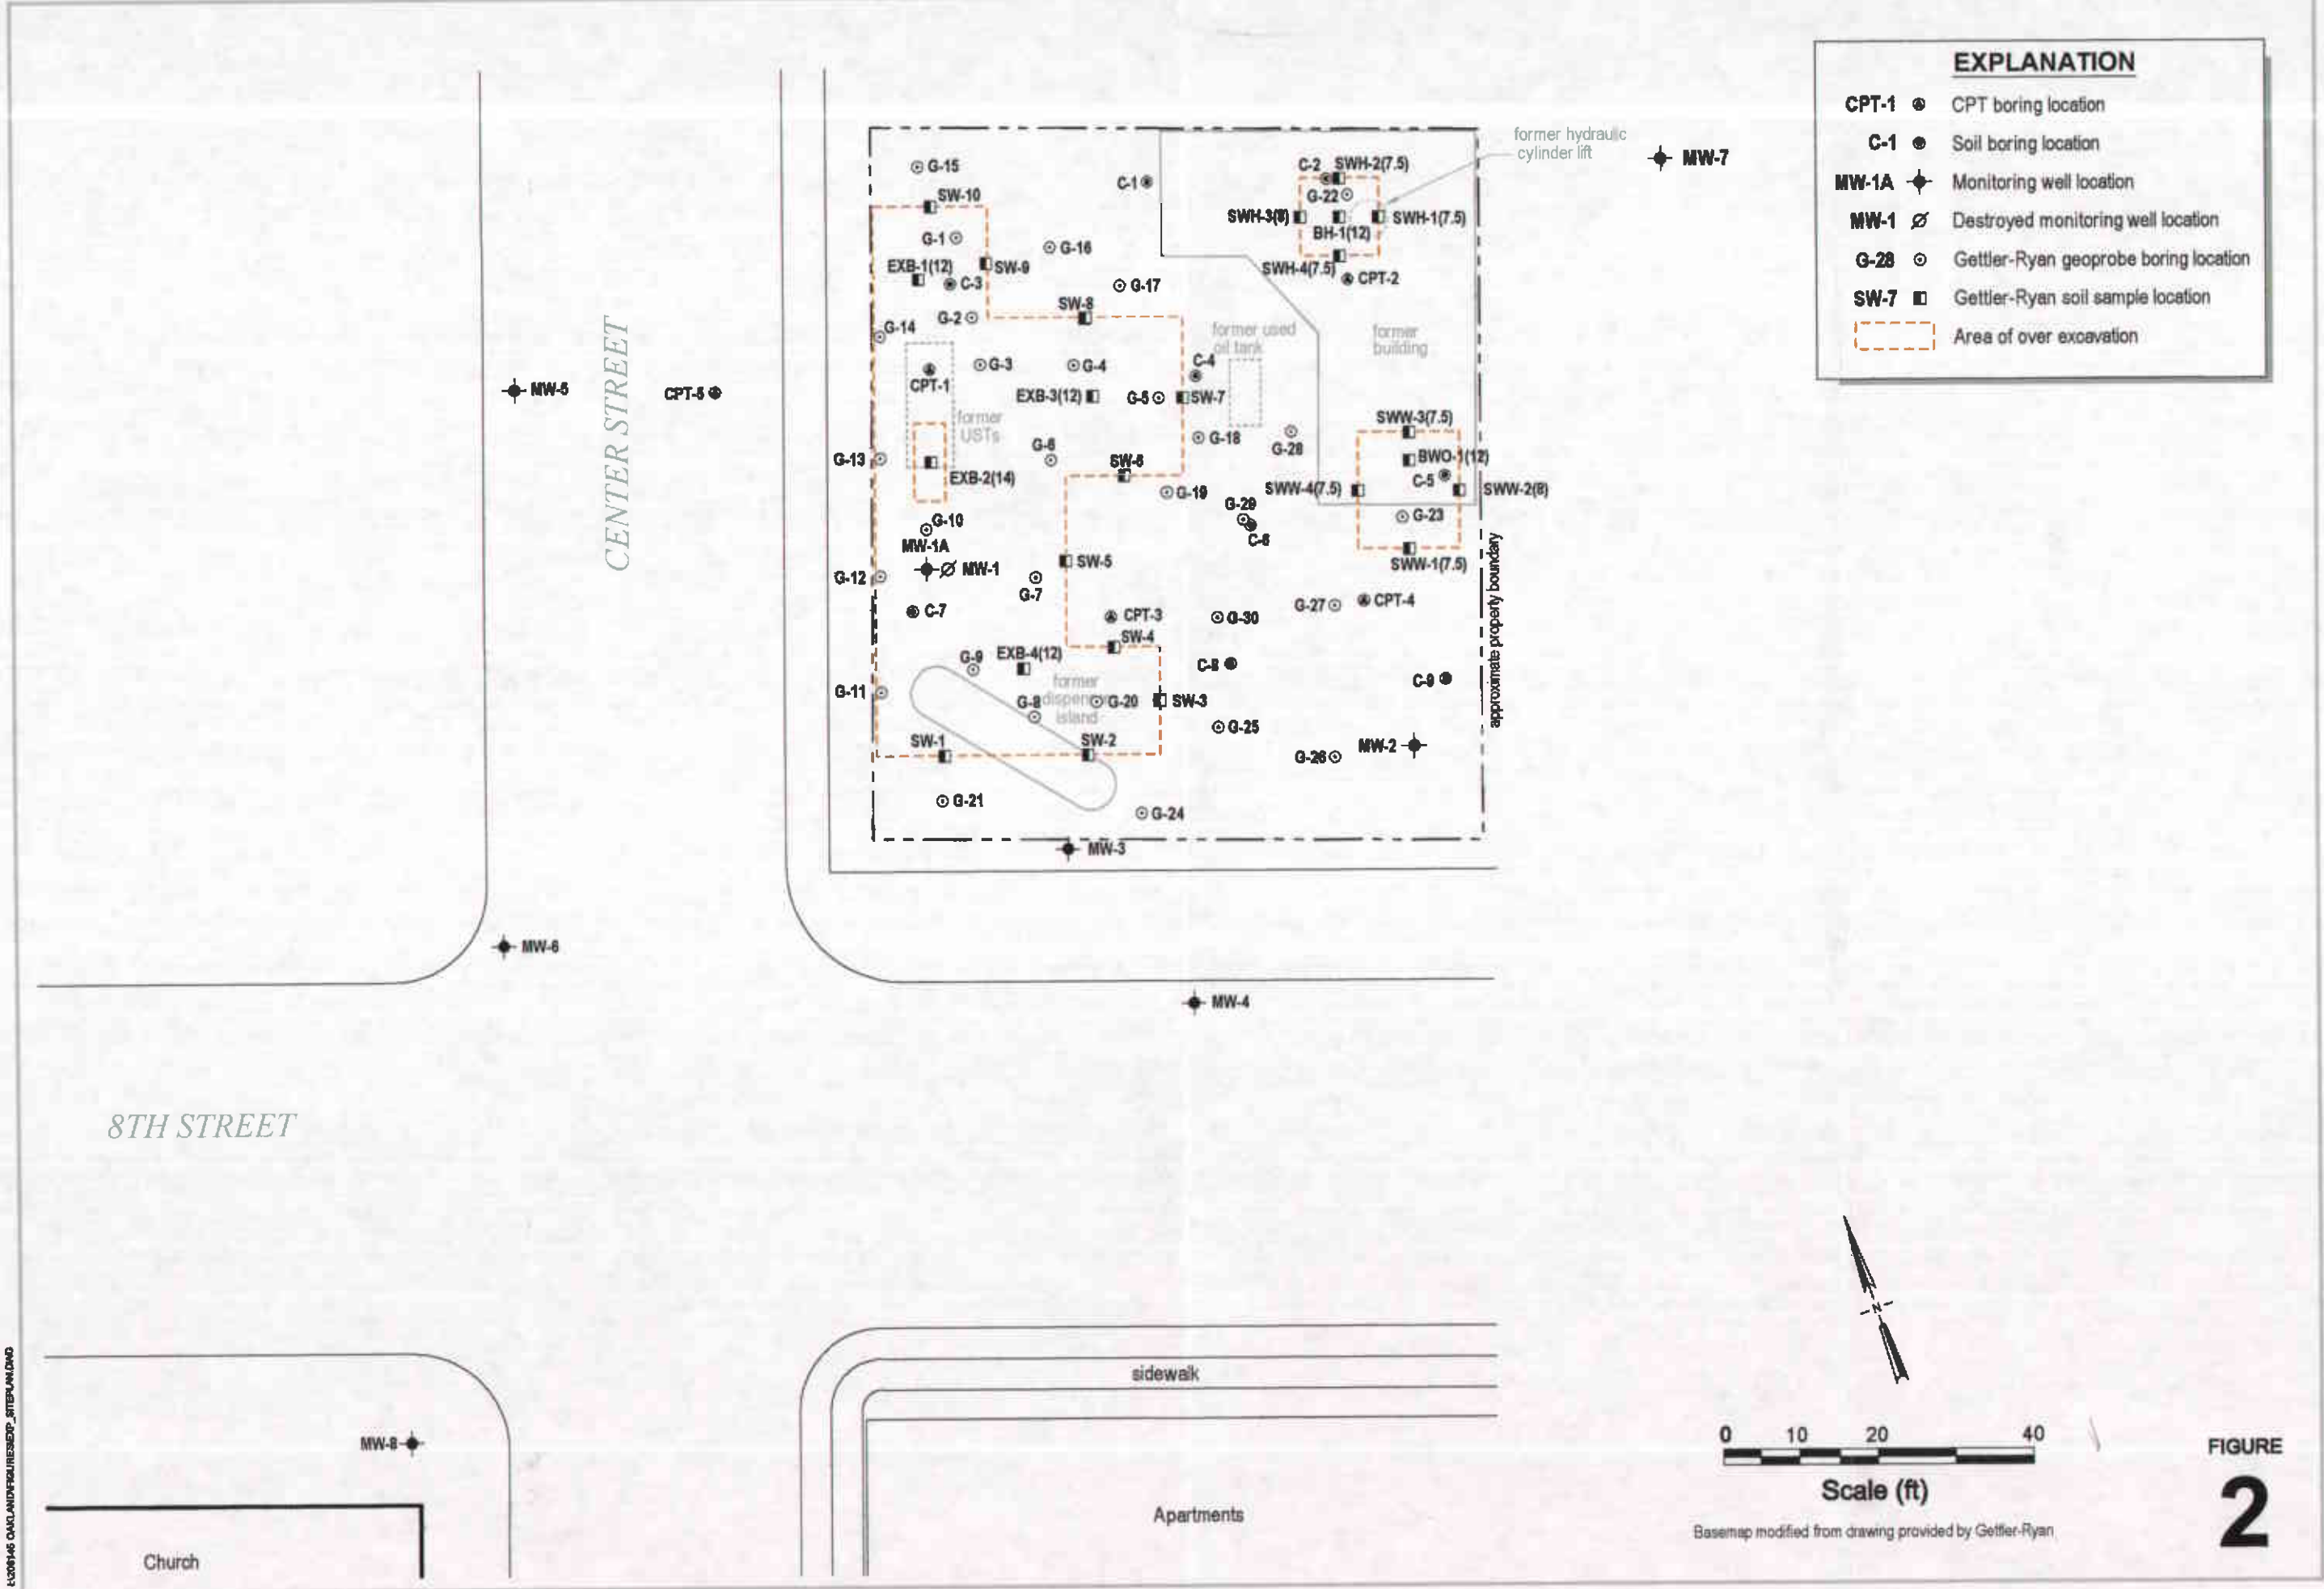 EXPLANATION
CPT-1 CPT boring location
C-1 Soil boring location
MW-1A Monitoring well location
MW-1 Destroyed monitoring well location
G-28 Gettler-Ryan geoprobe boring location
SW-7 Gettler-Ryan soil sample location
Area of over excavation
former hydraulic
cylinder lift
MW-7
G-15
C-1
C-2 SWH-2(7.5)
SW-10
G-22
SWH-3(8)
SWH-1(7.5)
BH-1(12)
G-1
G-16
EXB-1(12)
SW-9
SWH-4(7.5)
CPT-2
C-3
G-17
SW-8
G-2
G-14
former used
oil tank
former
building
G-3
G-4
C-4
CPT-1
MW-5
CENTER STREET
CPT-5
EXB-3(12)
G-5
SW-7
former
USTs
SWW-3(7.5)
G-18
G-28
G-6
G-13
SW-6
BWO-1(12)
EXB-2(14)
C-5
G-19
SWW-4(7.5)
SWW-2(8)
G-29
G-10
G-23
C-6
MW-1A
SW-5
SWW-1(7.5)
MW-1
G-12
G-7
approximate property boundary
C-7
CPT-3
G-30
G-27
CPT-4
SW-4
G-9
EXB-4(12)
C-8
C-9
former
dispenser
island
G-11
G-8
G-20
SW-3
G-25
SW-1
SW-2
MW-2
G-26
G-21
G-24
MW-3
MW-6
MW-4
8TH STREET
N
sidewalk
MW-8
0 10 20 40
Scale (ft)
FIGURE
2
Apartments
Basemap modified from drawing provided by Gettler-Ryan
Church